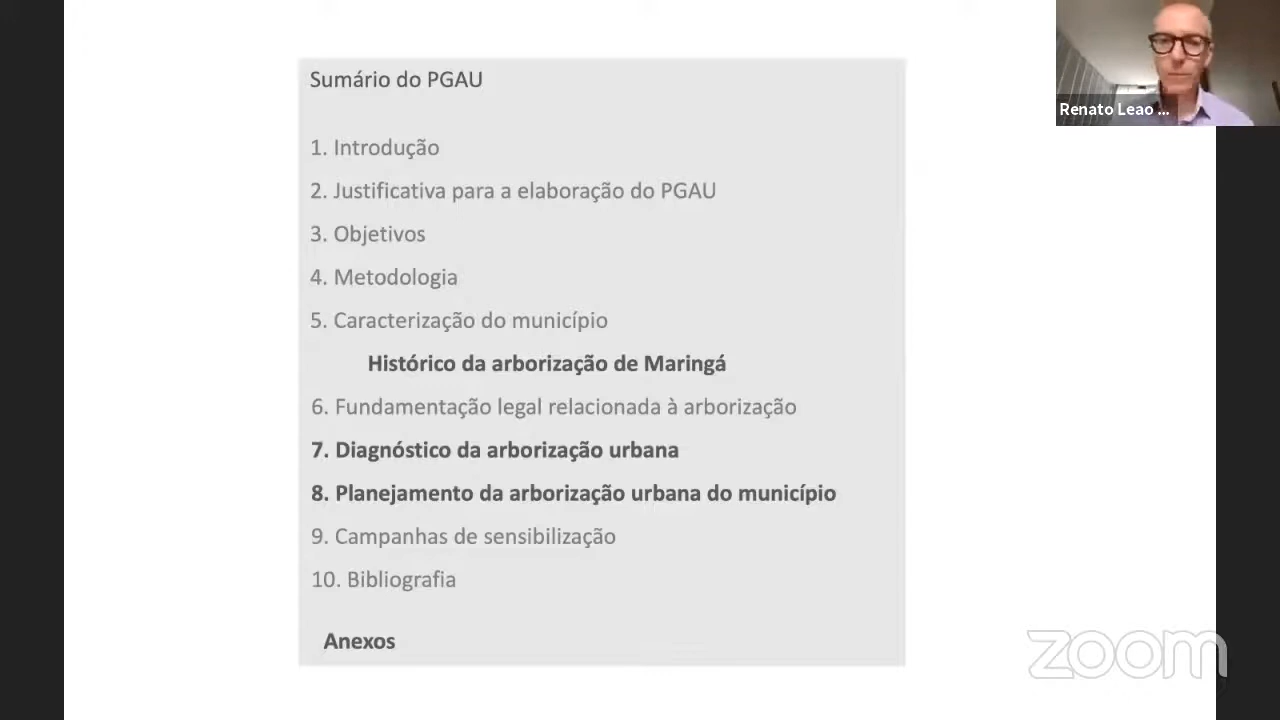 Sumário do PGAU
Renato Leao ...
1. Introdução
2. Justificativa para a elaboração do PGAU
3. Objetivos
4. Metodologia
5. Caracterização do município
Histórico da arborização de Maringá
6. Fundamentação legal relacionada à arborização
7. Diagnóstico da arborização urbana
8. Planejamento da arborização urbana do município
9. Campanhas de sensibilização
10. Bibliografia
Anexos
zoom